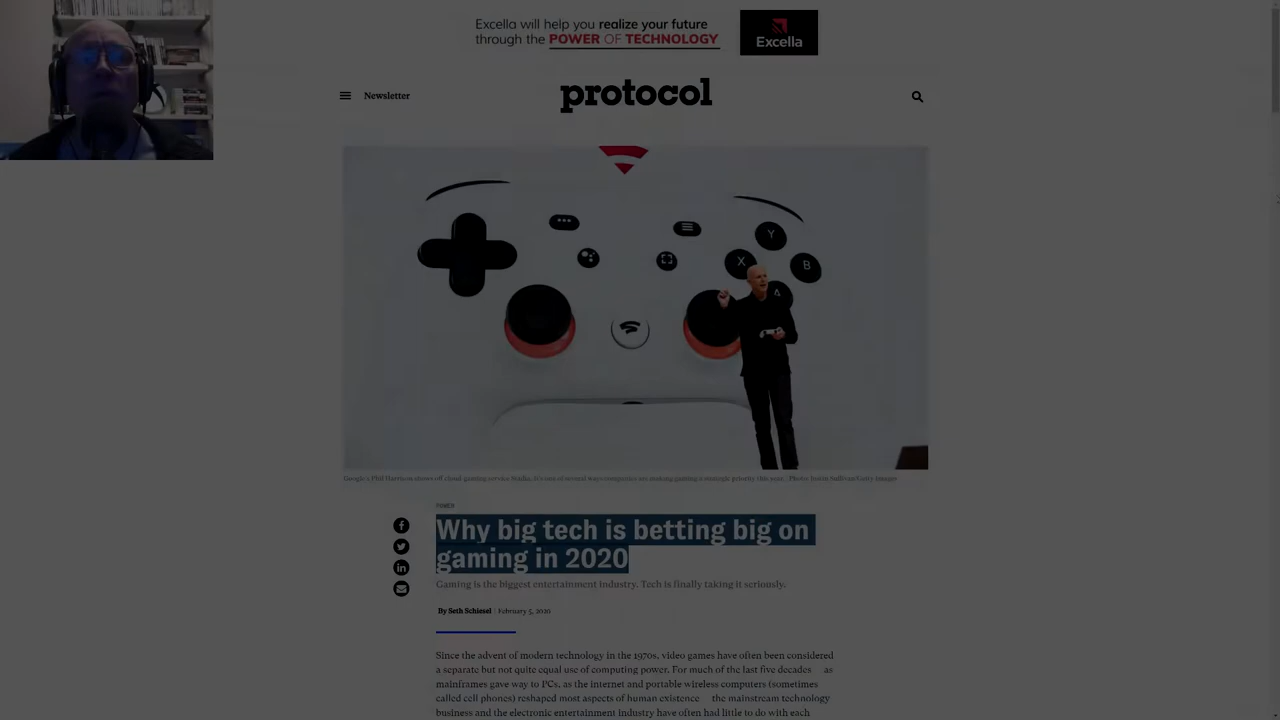 Excella will help you realize your future
through the POWER OF TECHNOLOGY
Excella
Newsletter
protocol
Y
X
B
A
Google's Phil Harrison shows off cloud gaming service Stadia. It's one of several ways companies are making gaming a strategic priority this year. | Photo: Justin Sullivan/Getty Images
POWER
Why big tech is betting big on
gaming in 2020
Gaming is the biggest entertainment industry. Tech is finally taking it seriously.
By Seth Schiesel | February 5, 2020
Since the advent of modern technology in the 1970s, video games have often been considered
a separate but not quite equal use of computing power. For much of the last five decades as
mainframes gave way to PCs, as the internet and portable wireless computers (sometimes
called cell phones) reshaped most aspects of human existence the mainstream technology
business and the electronic entertainment industry have often had little to do with each